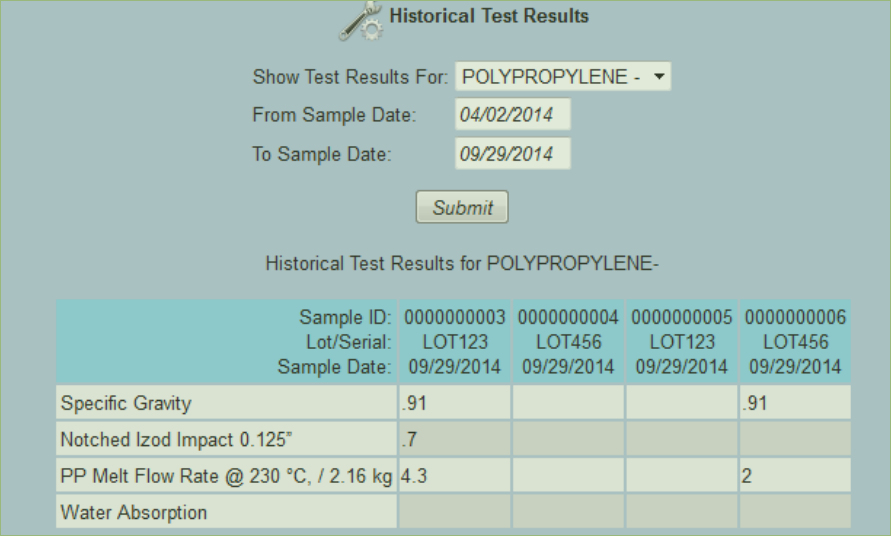 Historical Test Results
Show Test Results For: POLYPROPYLENE -
From Sample Date: 04/02/2014
To Sample Date: 09/29/2014
Submit
Historical Test Results for POLYPROPYLENE-
Sample ID: 0000000003 0000000004 0000000005 0000000006
Lot/Serial: LOT123 LOT456 LOT123 LOT456
Sample Date: 09/29/2014 09/29/2014 09/29/2014 09/29/2014
Specific Gravity .91 .91
Notched Izod Impact 0.125" .7
PP Melt Flow Rate @ 230 °C, / 2.16 kg 4.3 2
Water Absorption